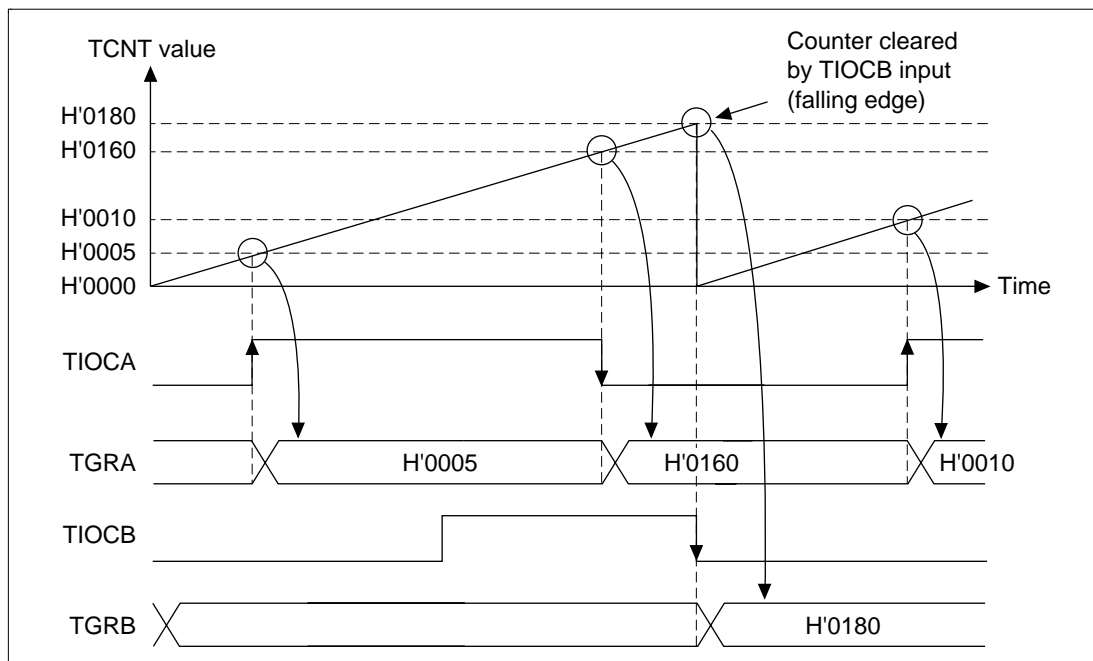 TCNT value
Counter cleared
by TIOCB input
(falling edge)
H'0180
H'0160
H'0010
H'0005
H'0000
Time
TIOCA
TGRA
H'0005
H'0160
H'0010
TIOCB
TGRB
H'0180